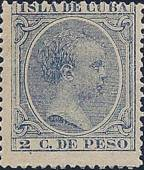 ISLA DE CUBA
2 C. DE PESO